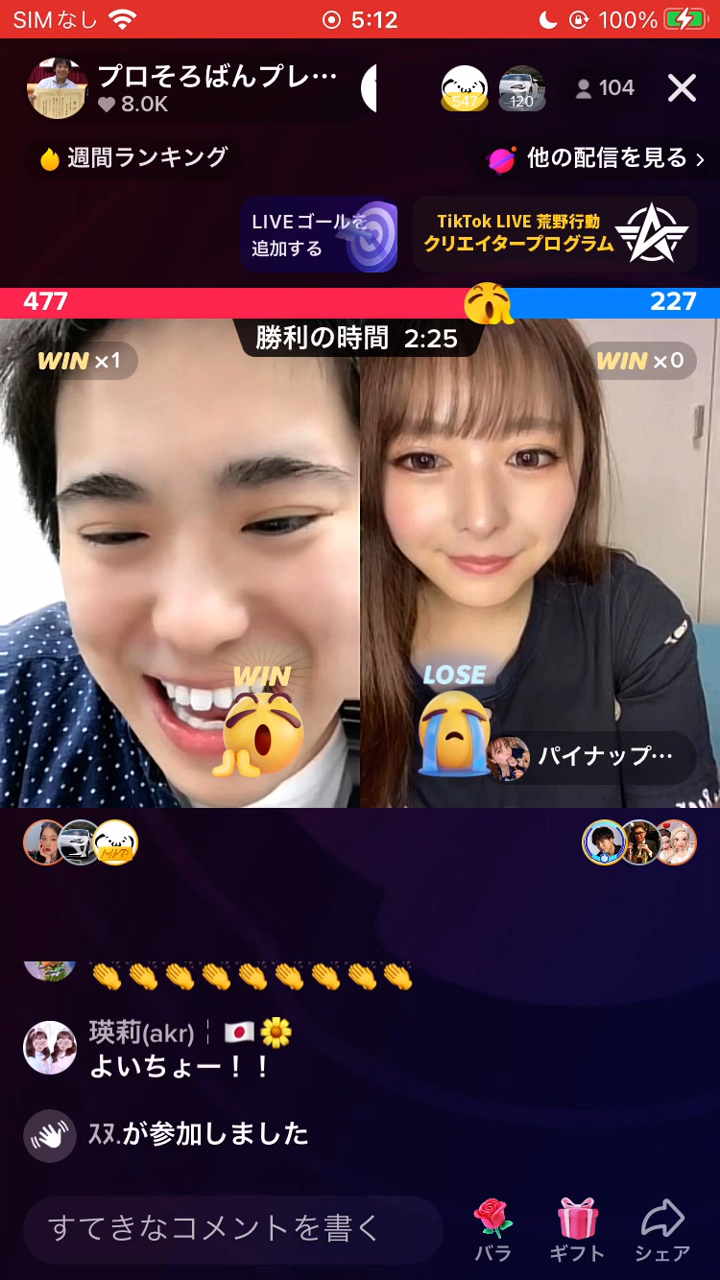 SIMなし 5:12 100%
プロそろばんプレ…
8.0K
547 120 104
週間ランキング 他の配信を見る
LIVEゴールを
追加する
TikTok LIVE 荒野行動
クリエイタープログラム
477 227
勝利の時間 2:25
WIN ×1 WIN ×0
WIN LOSE
パイナップ…
MVP
👏👏👏👏👏👏👏👏👏
瑛莉(akr)╎🇯🇵🌼
よいちょー！！
ｽﾇ.が参加しました
すてきなコメントを書く
バラ ギフト シェア